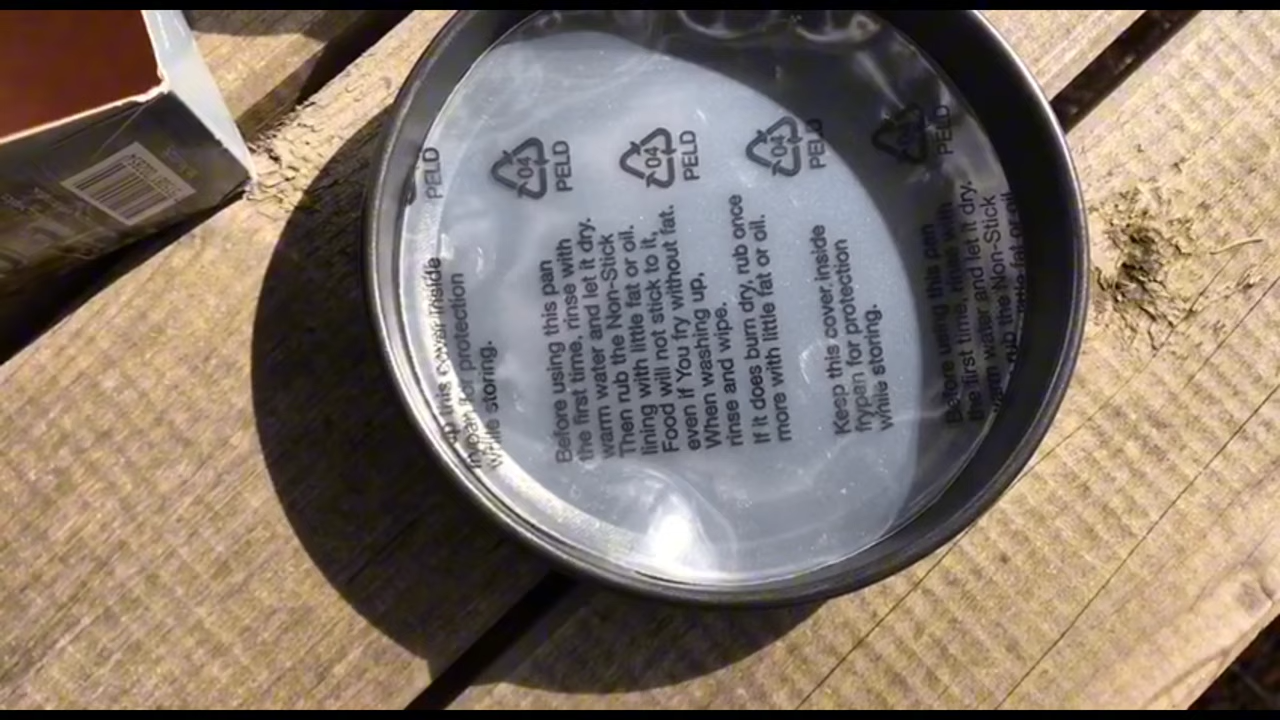 04
PELD
04
PELD
04
PELD
04
PELD
PELD
this cover inside
frypan for protection
while storing.
Before using this pan
the first time, rinse with
warm water and let it dry.
Then rub the Non-Stick
lining with little fat or oil.
Food will not stick to it,
even if You fry without fat.
When washing up,
rinse and wipe.
If it does burn dry, rub once
more with little fat or oil.
Keep this cover inside
frypan for protection
while storing.
Before using this pan
the first time, rinse with
warm water and let it dry.
rub the Non-Stick
little fat or oil